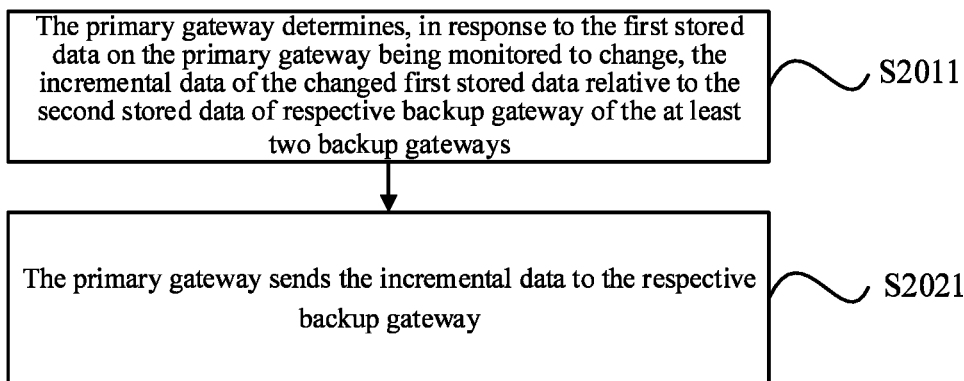 The primary gateway determines, in response to the first stored
data on the primary gateway being monitored to change, the
incremental data of the changed first stored data relative to the
second stored data of respective backup gateway of the at least
two backup gateways
S2011
The primary gateway sends the incremental data to the respective
backup gateway
S2021